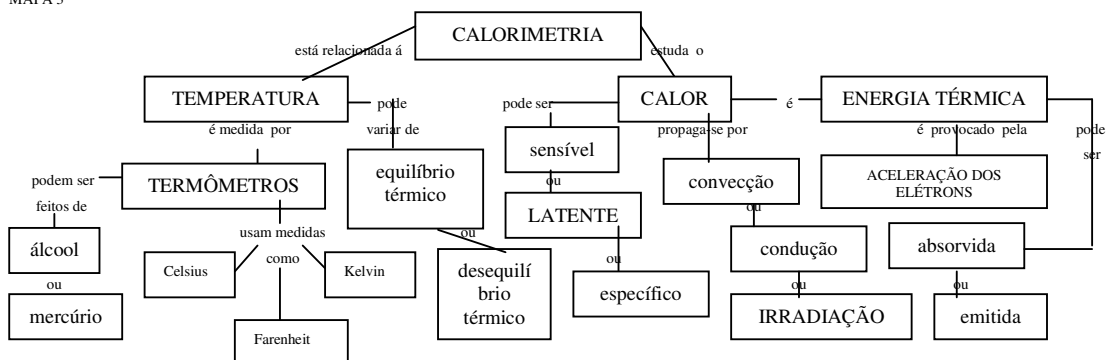 MAPA 3
CALORIMETRIA
está relacionada á
estuda o
TEMPERATURA
pode
variar de
pode ser
CALOR
é
ENERGIA TÉRMICA
é medida por
propaga-se por
é provocado pela
pode
ser
TERMÔMETROS
podem ser
feitos de
equilíbrio
térmico
sensível
ou
LATENTE
ou
específico
convecção
ou
condução
ou
IRRADIAÇÃO
ACELERAÇÃO DOS
ELÉTRONS
absorvida
ou
emitida
álcool
ou
mercúrio
usam medidas
como
Celsius
Kelvin
Farenheit
ou
desequilí
brio
térmico